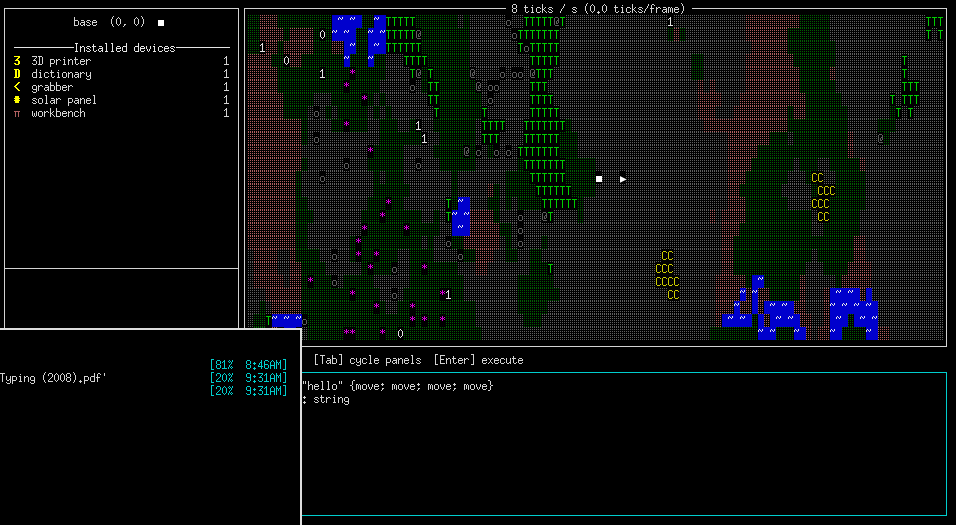 8 ticks / s (0.0 ticks/frame)
base (0, 0)
Installed devices
3 3D printer 1
D dictionary 1
< grabber 1
* solar panel 1
π workbench 1
[Tab] cycle panels [Enter] execute
[81% 8:46AM]
Typing (2008).pdf' [20% 9:31AM]
[20% 9:31AM]
"hello" {move; move; move; move}
: string